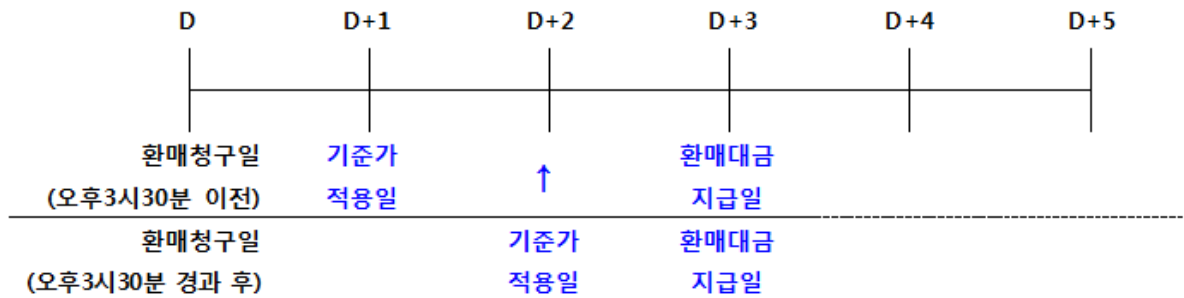 D D+1 D+2 D+3 D+4 D+5
환매청구일 기준가 환매대금
(오후3시30분 이전) 적용일 ↑ 지급일
환매청구일 기준가 환매대금
(오후3시30분 경과 후) 적용일 지급일